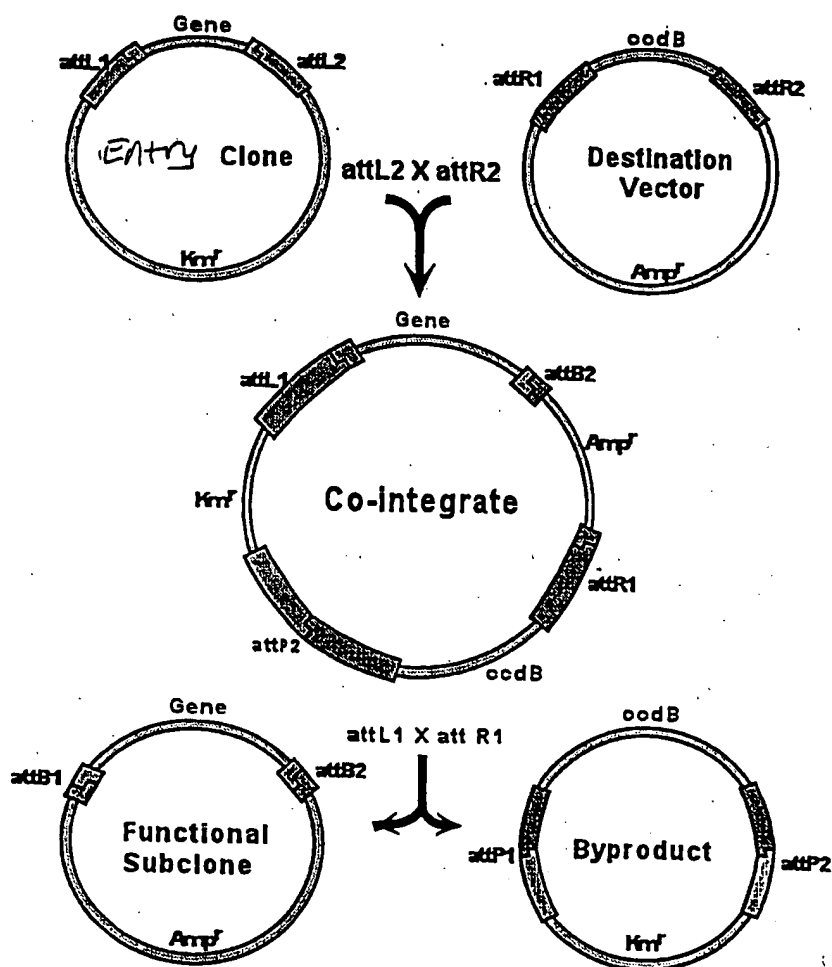 Gene
attL1
attL2
Entry Clone
Kmr
ccdB
attR1
attR2
Destination
Vector
Ampr
attL2 X attR2
Gene
attL1
attB2
Ampr
Kmr
Co-integrate
attR1
attP2
ccdB
attL1 X att R1
Gene
attB1
attB2
Functional
Subclone
Ampr
ccdB
attP1
Byproduct
attP2
Kmr